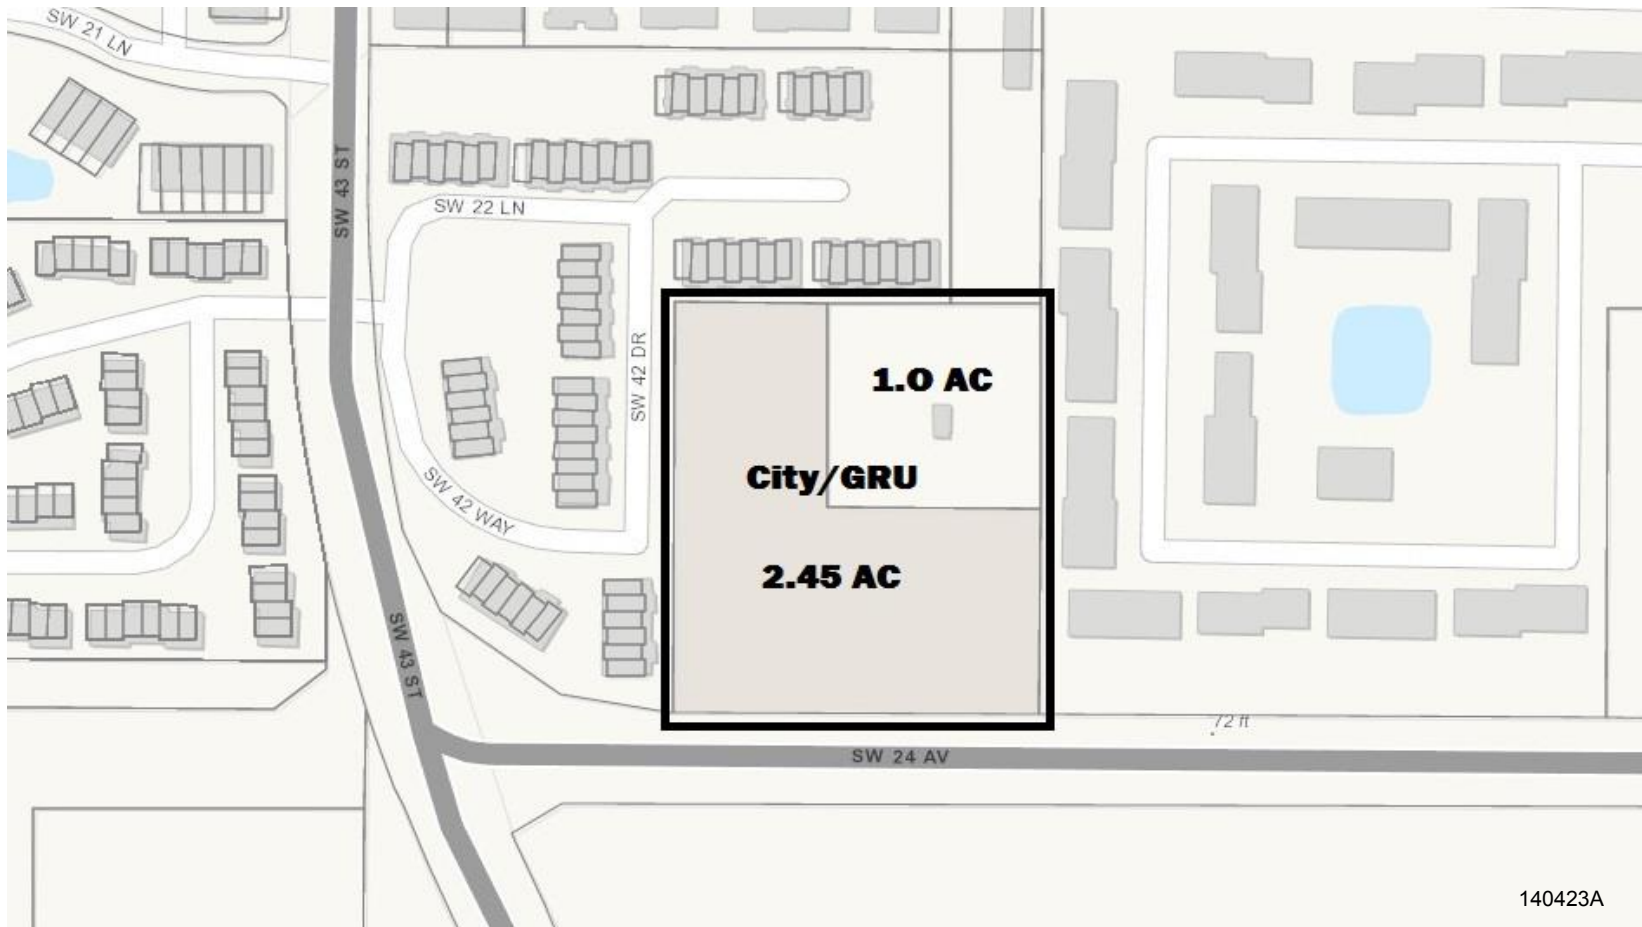 SW 21 LN
SW 43 ST
SW 22 LN
SW 42 DR
1.0 AC
City/GRU
SW 42 WAY
2.45 AC
SW 43 ST
72 ft
SW 24 AV
140423A